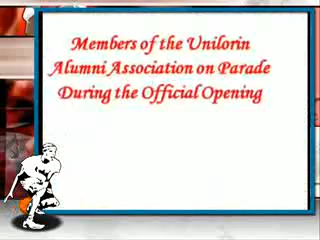 Members of the Unilorin
Alumni Association on Parade
During the Official Opening